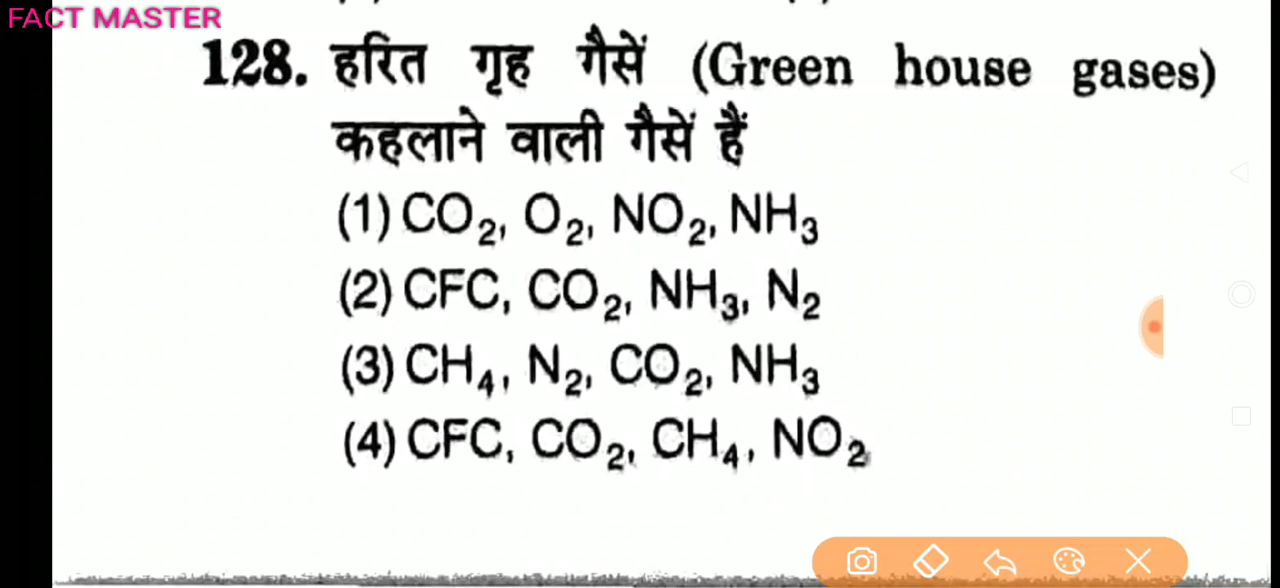 FACT MASTER
128. हरित गृह गैसें (Green house gases)
कहलाने वाली गैसें हैं
(1) CO₂, O₂, NO₂, NH₃
(2) CFC, CO₂, NH₃, N₂
(3) CH₄, N₂, CO₂, NH₃
(4) CFC, CO₂, CH₄, NO₂